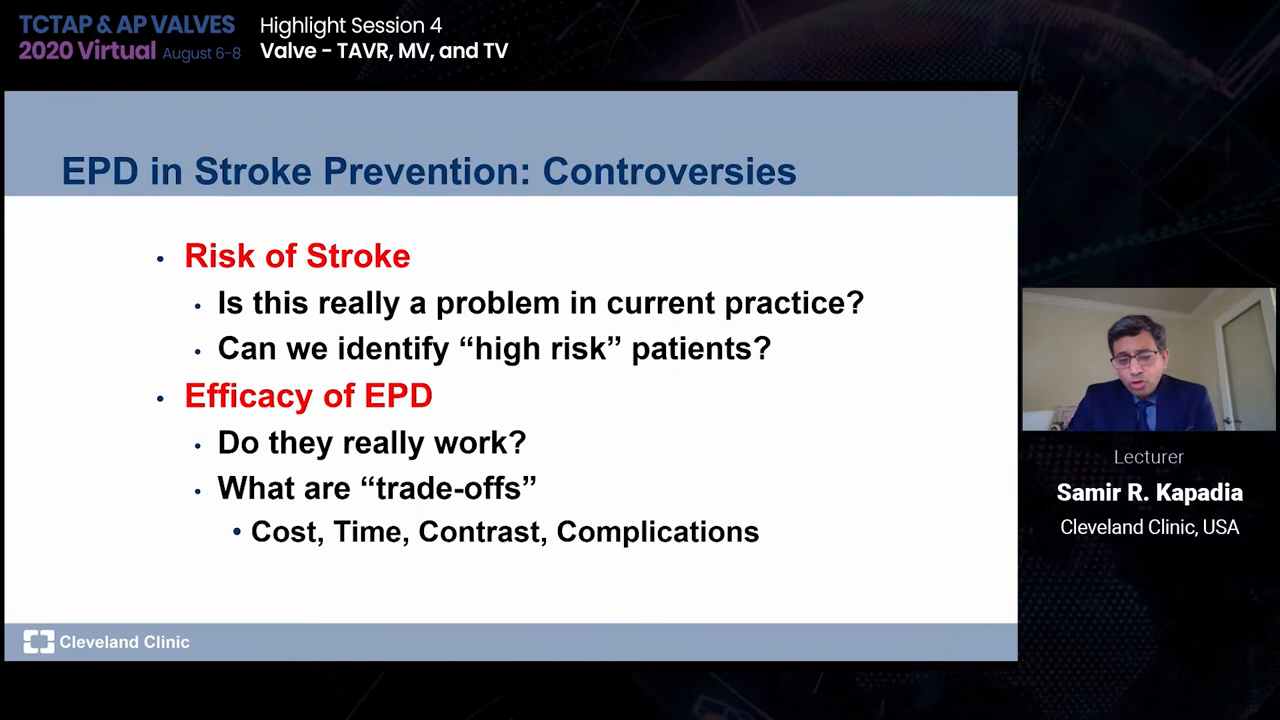 TCTAP & AP VALVES
2020 Virtual August 6-8
Highlight Session 4
Valve - TAVR, MV, and TV
EPD in Stroke Prevention: Controversies
• Risk of Stroke
• Is this really a problem in current practice?
• Can we identify “high risk” patients?
• Efficacy of EPD
• Do they really work?
• What are “trade-offs”
• Cost, Time, Contrast, Complications
Cleveland Clinic
Lecturer
Samir R. Kapadia
Cleveland Clinic, USA